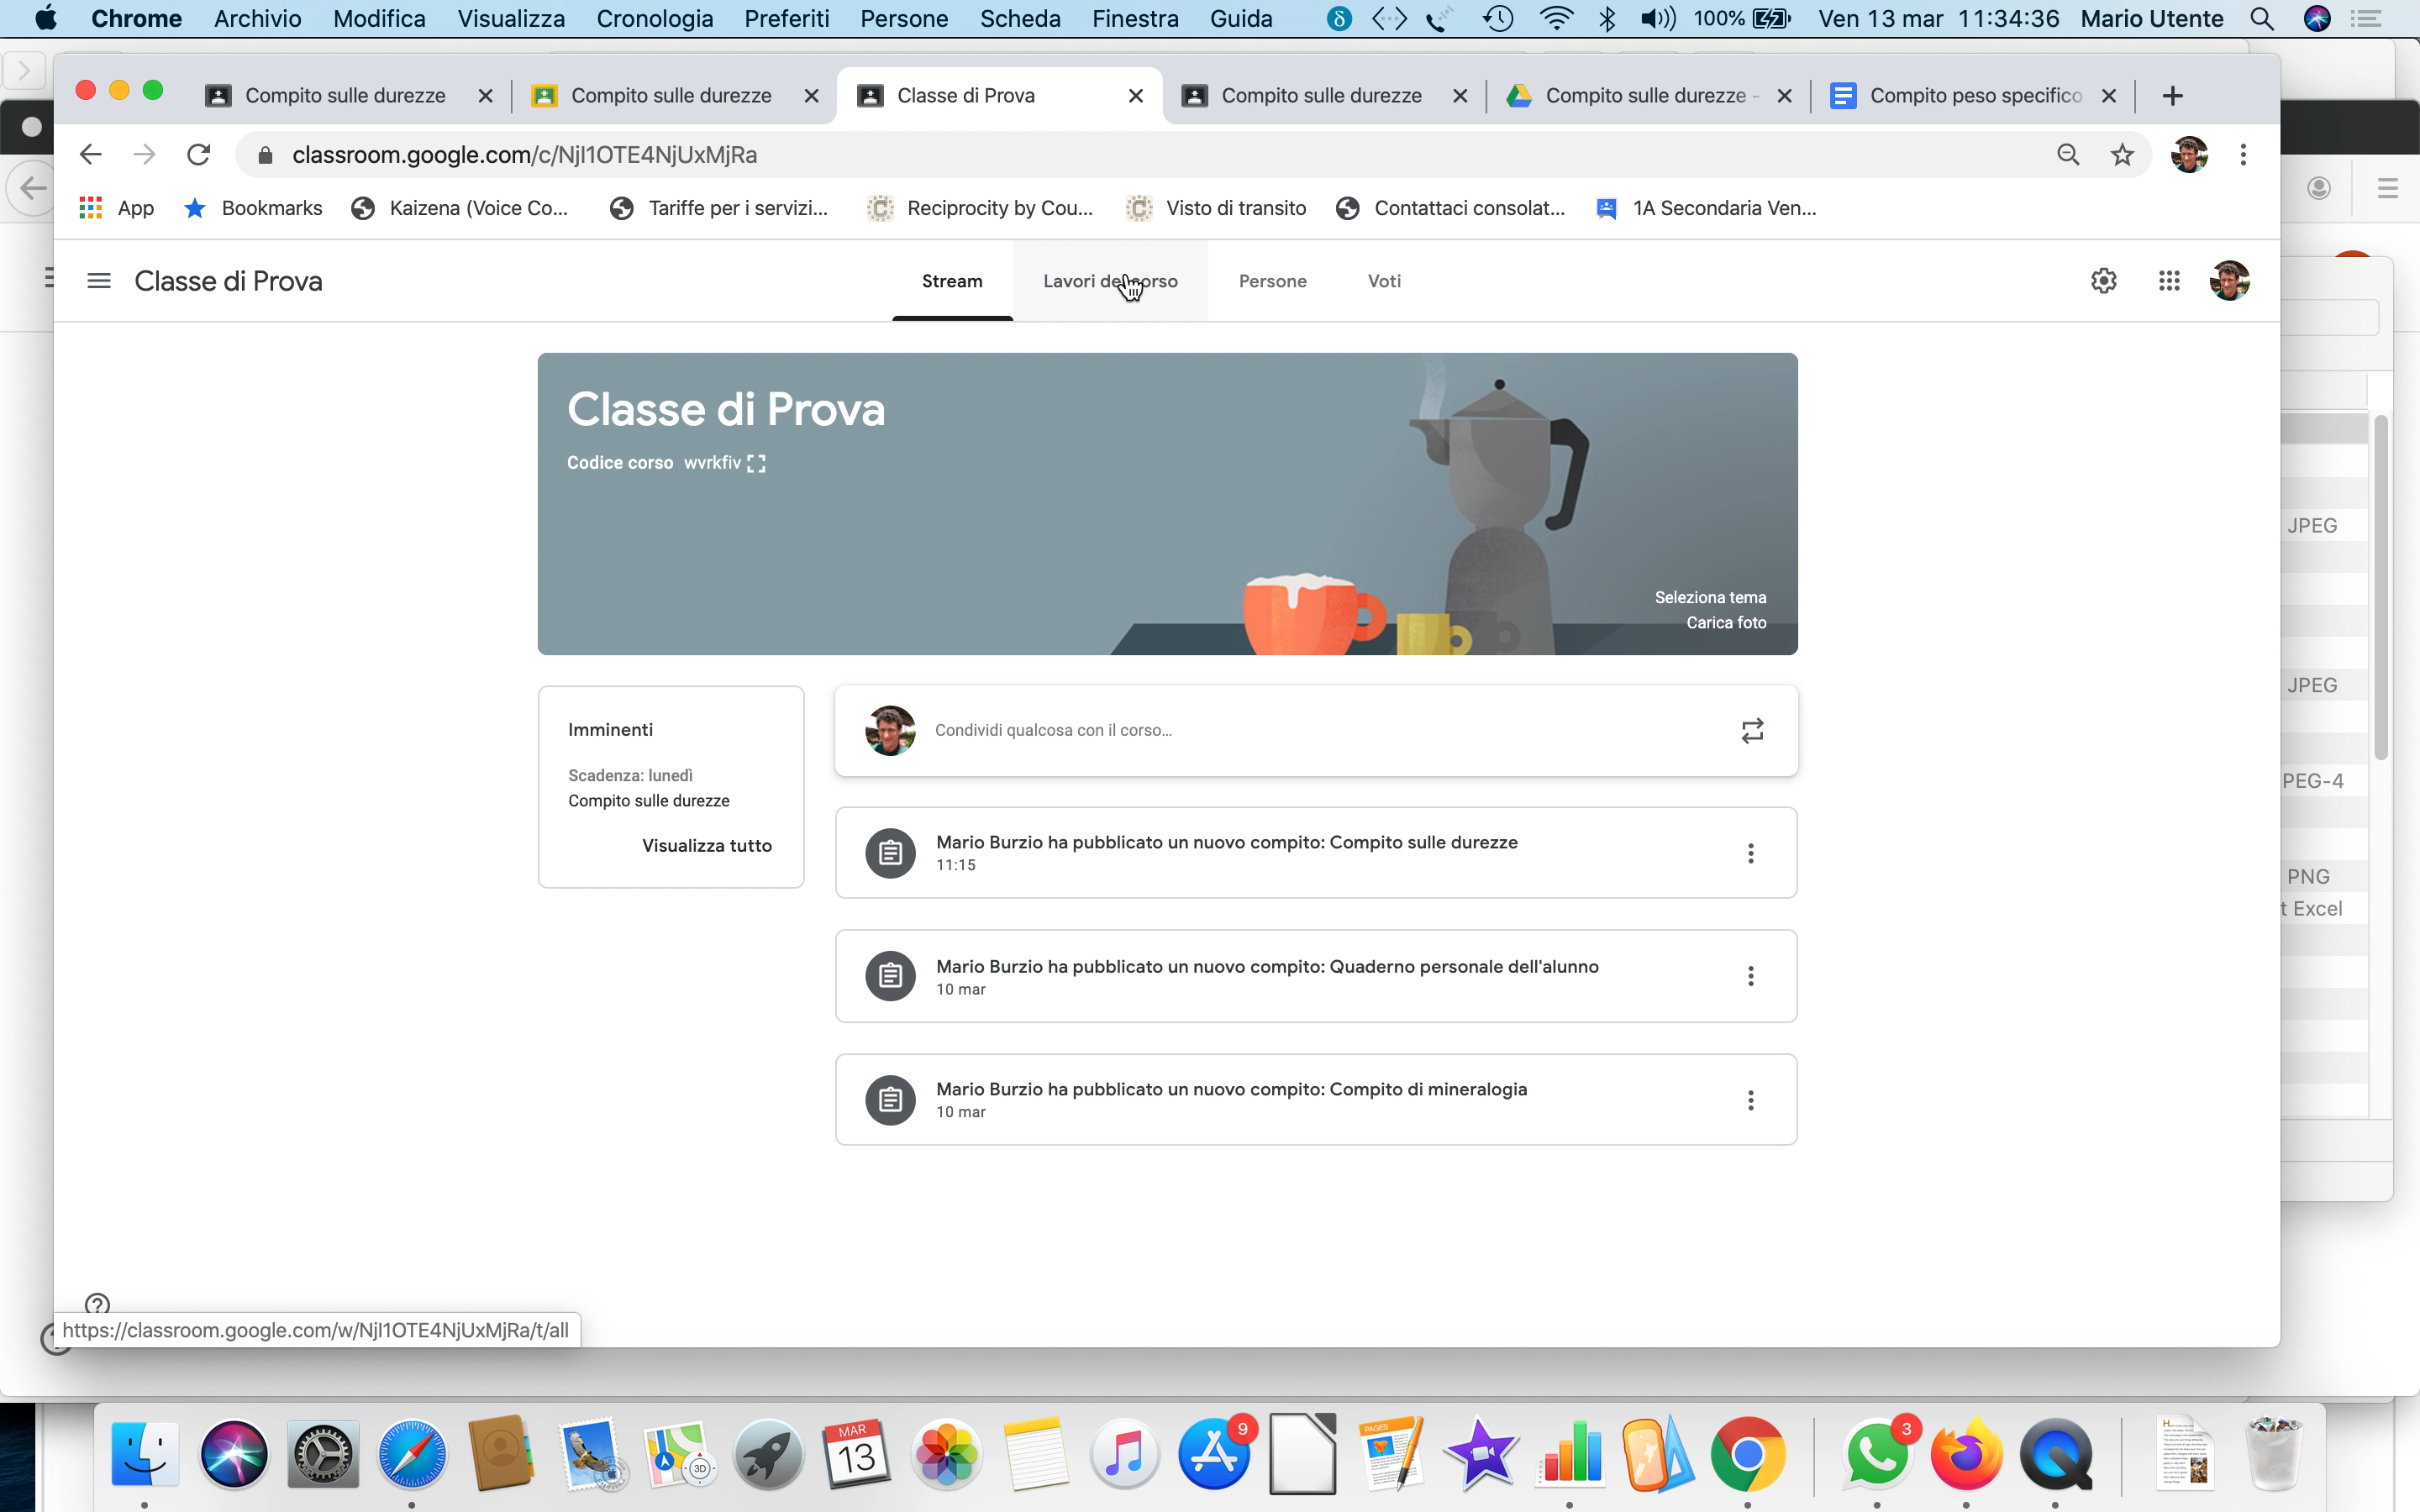 Chrome Archivio Modifica Visualizza Cronologia Preferiti Persone Scheda Finestra Guida 100% Ven 13 mar 11:34:36 Mario Utente
Compito sulle durezze Compito sulle durezze Classe di Prova Compito sulle durezze Compito sulle durezze - Compito peso specifico
classroom.google.com/c/NjI1OTE4NjUxMjRa
App Bookmarks Kaizena (Voice Co... Tariffe per i servizi... Reciprocity by Cou... Visto di transito Contattaci consolat... 1A Secondaria Ven...
Classe di Prova Stream Lavori del corso Persone Voti
Classe di Prova
Codice corso wvrkfiv
Seleziona tema
Carica foto
Imminenti
Scadenza: lunedì
Compito sulle durezze
Visualizza tutto
Condividi qualcosa con il corso...
Mario Burzio ha pubblicato un nuovo compito: Compito sulle durezze
11:15
Mario Burzio ha pubblicato un nuovo compito: Quaderno personale dell'alunno
10 mar
Mario Burzio ha pubblicato un nuovo compito: Compito di mineralogia
10 mar
JPEG
JPEG
PEG-4
PNG
t Excel
https://classroom.google.com/w/NjI1OTE4NjUxMjRa/t/all
3D
MAR
13
9
PAGES
3